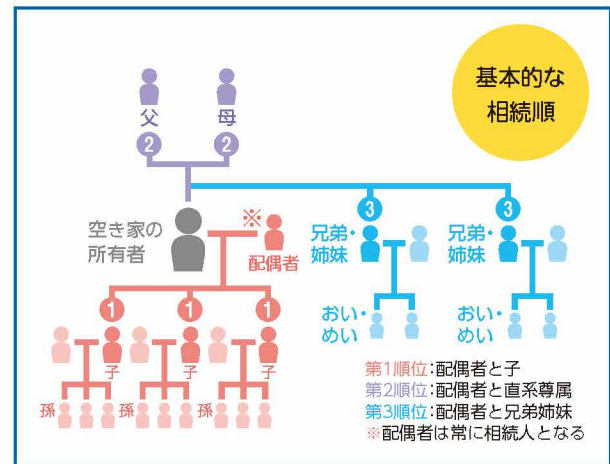 基本的な
相続順
父
母
2
2
3
3
空き家の
所有者
※
配偶者
兄弟・
姉妹
兄弟・
姉妹
1
1
1
おい・
めい
おい・
めい
子
子
子
孫
孫
孫
第1順位:配偶者と子
第2順位:配偶者と直系尊属
第3順位:配偶者と兄弟姉妹
※配偶者は常に相続人となる